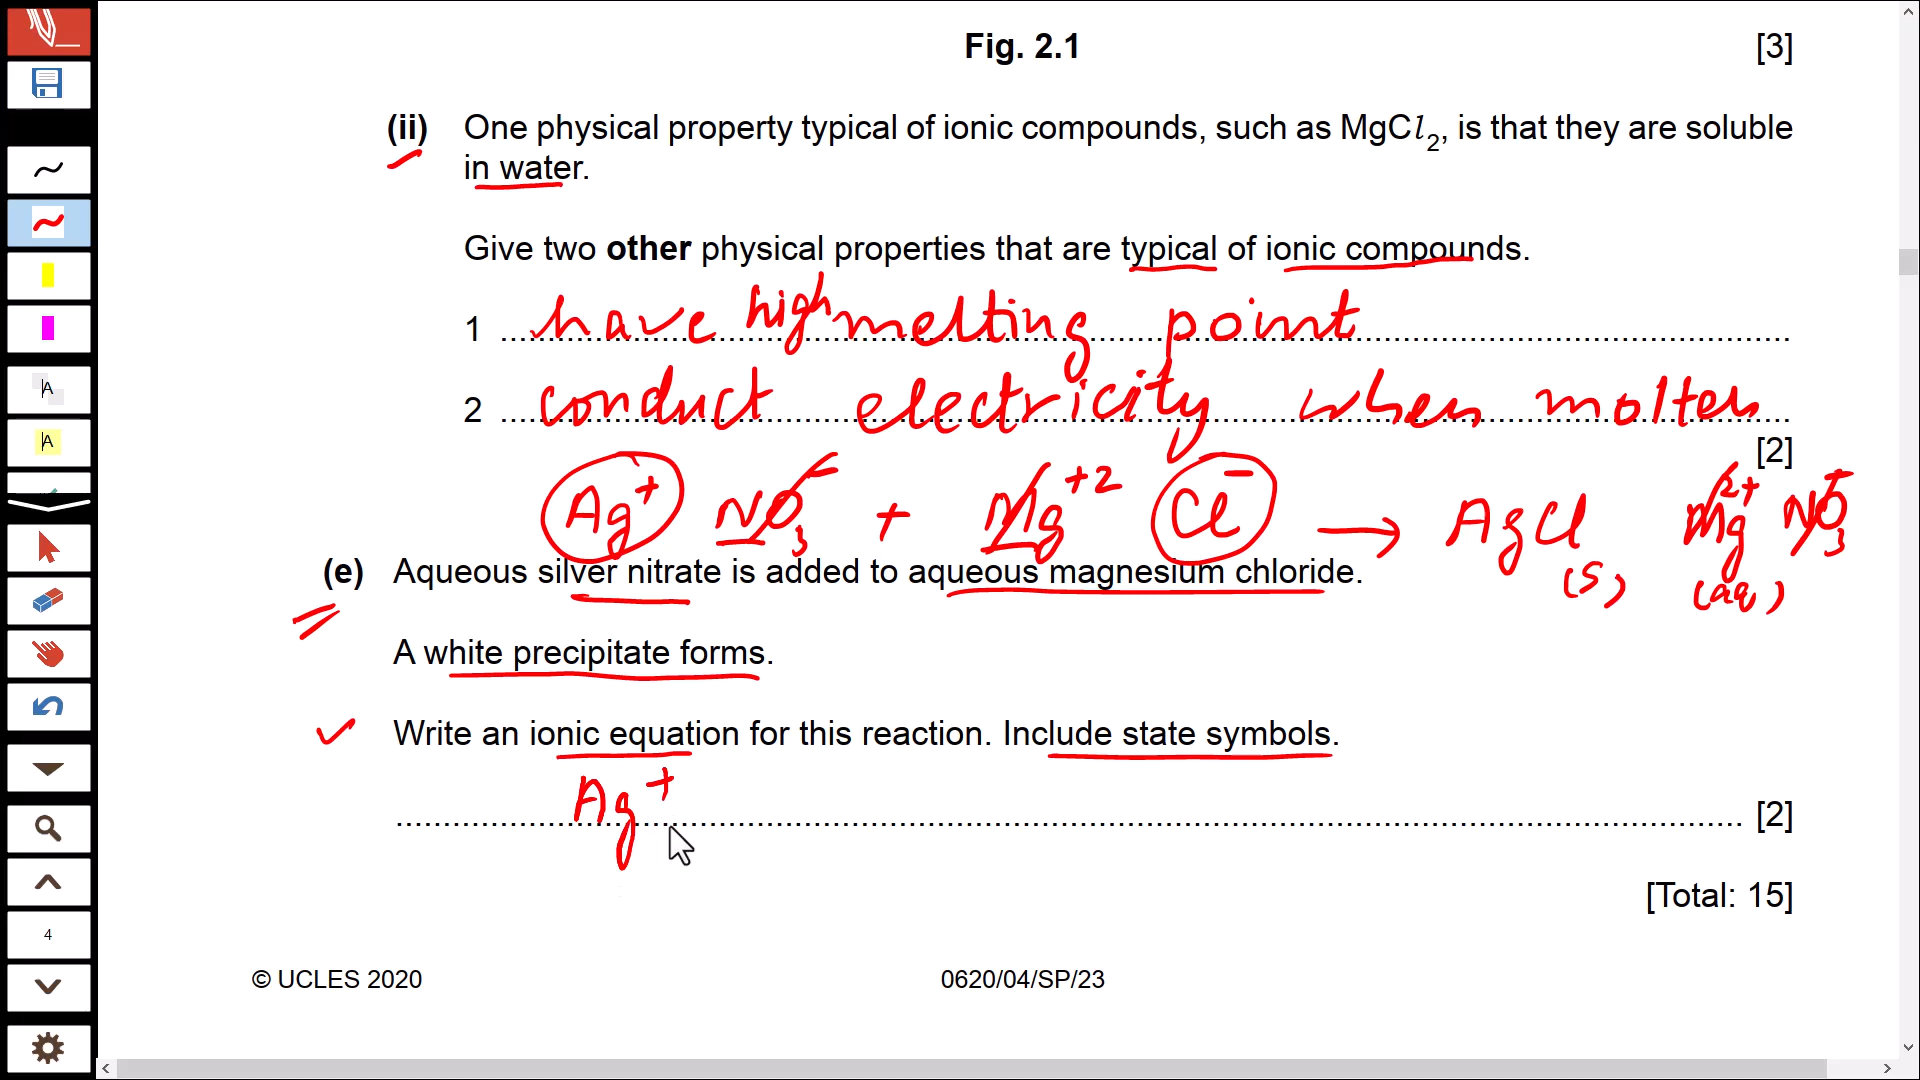 Fig. 2.1 [3]
(ii) One physical property typical of ionic compounds, such as MgCl₂, is that they are soluble
in water.
Give two other physical properties that are typical of ionic compounds.
1 have high melting point
2 conduct electricity when molten
[2]
Ag⁺ NO₃⁻ + Mg⁺² Cl⁻ → AgCl Mg²⁺ NO₃⁻
(s) (aq)
(e) Aqueous silver nitrate is added to aqueous magnesium chloride.
A white precipitate forms.
Write an ionic equation for this reaction. Include state symbols.
Ag⁺ [2]
[Total: 15]
© UCLES 2020 0620/04/SP/23
A
A
4